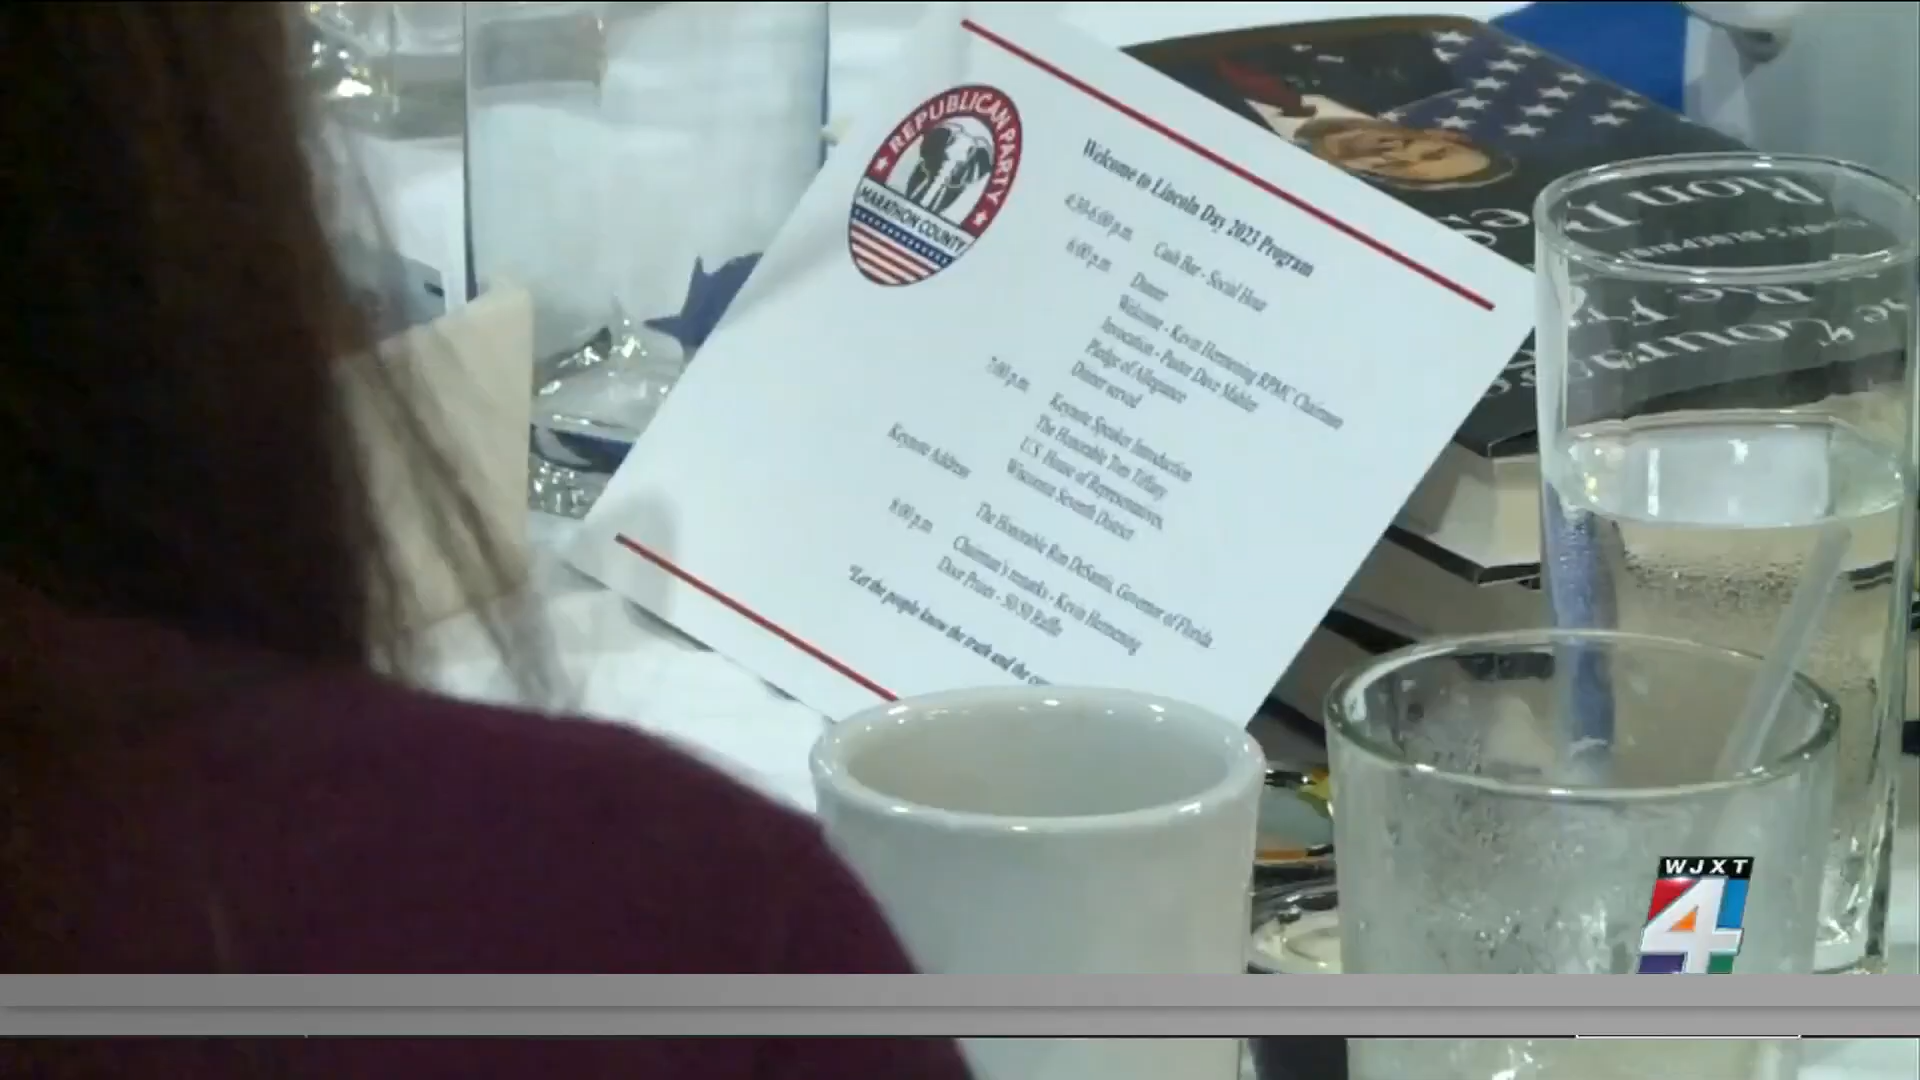 REPUBLICAN PARTY
MARATHON COUNTY
Welcome to Lincoln Day 2023 Program
4:30-6:00 p.m. Cash Bar - Social Hour
6:00 p.m. Dinner
Welcome - Kevin Hermening RPMC Chairman
Invocation - Pastor Dave Mahler
Pledge of Allegiance
Dinner served
7:00 p.m. Keynote Speaker Introduction
The Honorable Tom Tiffany
U.S. House of Representatives,
Wisconsin Seventh District
Keynote Address The Honorable Ron DeSantis, Governor of Florida
8:00 p.m. Chairman's remarks - Kevin Hermening
Door Prizes - 50/50 Raffle
"Let the people know the truth and the
Ron D
WJXT
4